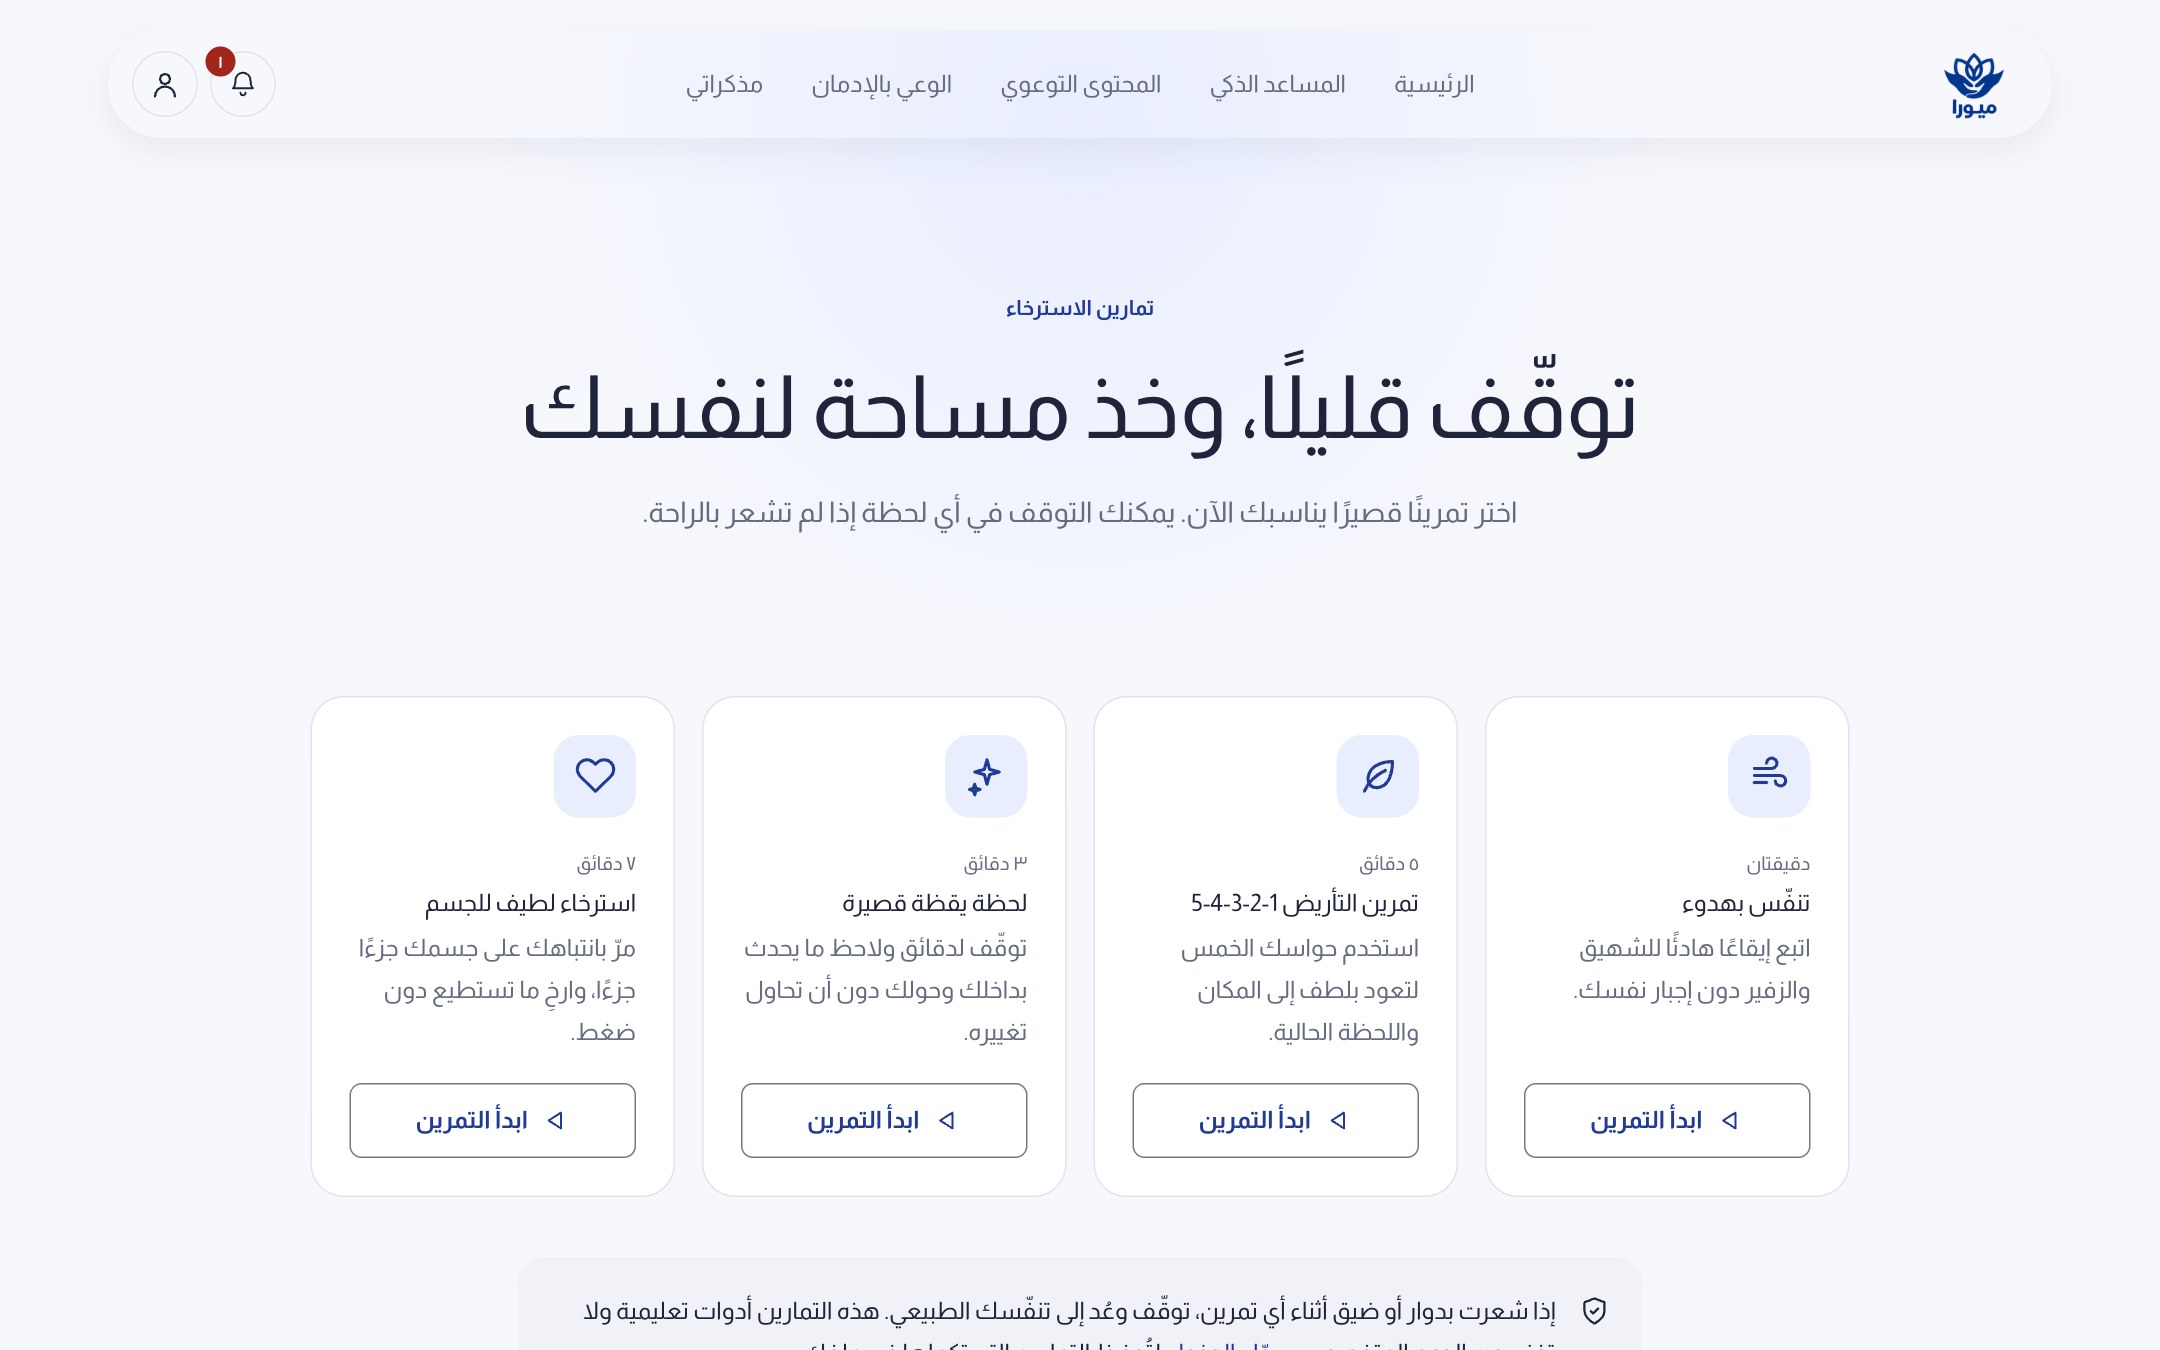 ميورا
الرئيسية
المساعد الذكي
المحتوى التوعوي
الوعي بالإدمان
مذكراتي
١
تمارين الاسترخاء
توقّف قليلًا، وخذ مساحة لنفسك
اختر تمرينًا قصيرًا يناسبك الآن. يمكنك التوقف في أي لحظة إذا لم تشعر بالراحة.
دقيقتان
تنفّس بهدوء
اتبع إيقاعًا هادئًا للشهيق
والزفير دون إجبار نفسك.
ابدأ التمرين
٥ دقائق
تمرين التأريض 1-2-3-4-5
استخدم حواسك الخمس
لتعود بلطف إلى المكان
واللحظة الحالية.
ابدأ التمرين
٣ دقائق
لحظة يقظة قصيرة
توقّف لدقائق ولاحظ ما يحدث
بداخلك وحولك دون أن تحاول
تغييره.
ابدأ التمرين
٧ دقائق
استرخاء لطيف للجسم
مرّ بانتباهك على جسمك جزءًا
جزءًا، وارخِ ما تستطيع دون
ضغط.
ابدأ التمرين
إذا شعرت بدوار أو ضيق أثناء أي تمرين، توقّف وعُد إلى تنفّسك الطبيعي. هذه التمارين أدوات تعليمية ولا